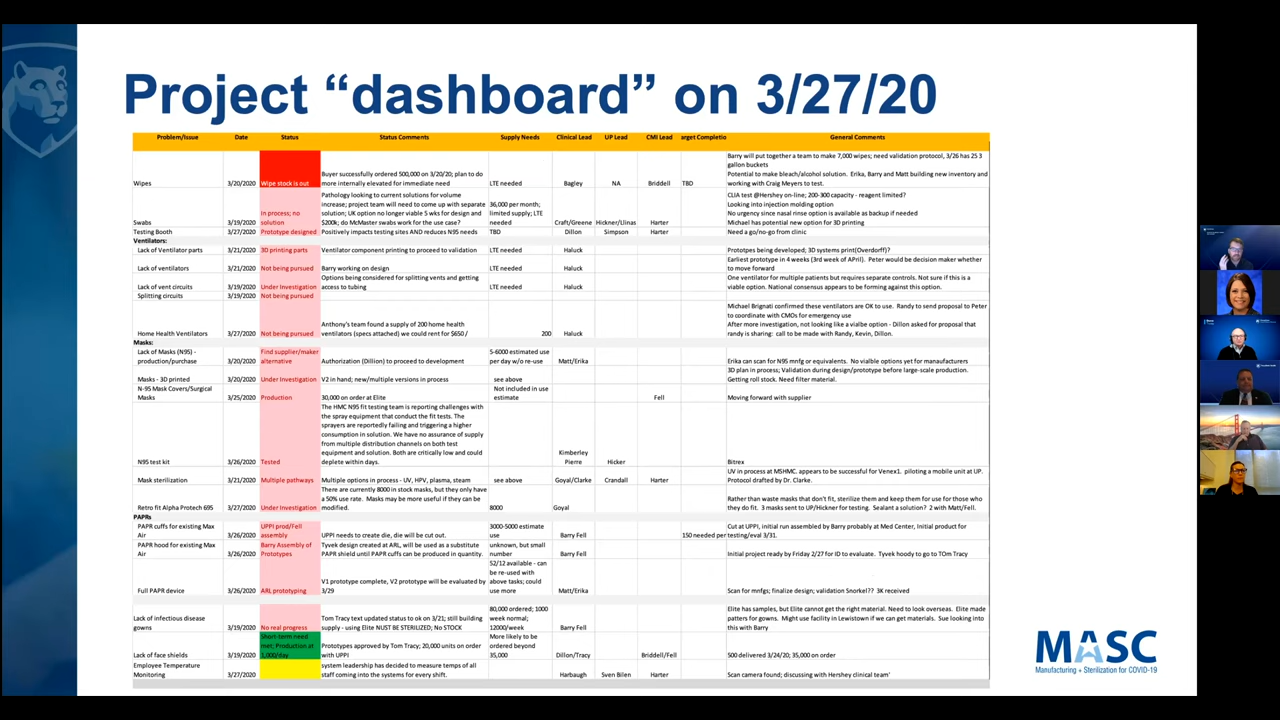 Project “dashboard” on 3/27/20
Problem/Issue Date Status Status Comments Supply Needs Clinical Lead UP Lead CMI Lead arget Completio General Comments
Barry will put together a team to make 7,000 wipes; need validation protocol, 3/26 has 25 3
gallon buckets
Buyer successfully ordered 500,000 on 3/20/20; plan to do Potential to make bleach/alcohol solution. Erika, Barry and Matt building new inventory and
Wipes 3/20/2020 Wipe stock is out more internally elevated for immediate need LTE needed Bagley NA Briddell TBD working with Craig Meyers to test.
Pathology looking to current solutions for volume CLIA test @Hershey on-line; 200-300 capacity - reagent limited?
increase; project team will need to come up with separate 36,000 per month; Looking into injection molding option
In process; no solution; UK option no longer viable 5 wks for design and limited supply; LTE No urgency since nasal rinse option is available as backup if needed
Swabs 3/19/2020 solution $200k; do McMaster swabs work for the use case? needed Craft/Greene Hickner/Llinas Harter Michael has potential new option for 3D printing
Testing Booth 3/27/2020 Prototype designed Positively impacts testing sites AND reduces N95 needs TBD Dillon Simpson Harter Need a go/no-go from clinic
Ventilators:
Lack of Ventilator parts 3/21/2020 3D printing parts Ventilator component printing to proceed to validation LTE needed Haluck Prototpes being developed; 3D systems print(Overdorff)?
Earliest prototype in 4 weeks (3rd week of APril). Peter would be decision maker whether
Lack of ventilators 3/21/2020 Not being pursued Barry working on design LTE needed Haluck to move forward
Options being considered for splitting vents and getting One ventilator for multiple patients but requires separate controls. Not sure if this is a
Lack of vent circuits 3/19/2020 Under Investigation access to tubing LTE needed Haluck viable option. National consensus appears to be forming against this option.
Splitting circuits 3/19/2020 Not being pursued
Michael Brignati confirmed these ventilators are OK to use. Randy to send proposal to Peter
to coordinate with CMOs for emergency use
Anthony's team found a supply of 200 home health After more investigation, not looking like a vialbe option - Dillon asked for proposal that
Home Health Ventilators 3/27/2020 Not being pursued ventilators (specs attached) we could rent for $650 / 200 Haluck randy is sharing: call to be made with Randy, Kevin, Dillon.
Masks:
Lack of Masks (N95) - Find supplier/maker 5-6000 estimated use
production/purchase 3/20/2020 alternative Authorization (Dillion) to proceed to development per day w/o re-use Matt/Erika Erika can scan for N95 mnfg or equivalents. No viable options yet for manaufacturers
3D plan in process; Validation during design/prototype before large-scale production.
Masks - 3D printed 3/20/2020 Under Investigation V2 in hand; new/multiple versions in process see above Getting roll stock. Need filter material.
N-95 Mask Covers/Surgical Not included in use
Masks 3/25/2020 Production 30,000 on order at Elite estimate Fell Moving forward with supplier
The HMC N95 fit testing team is reporting challenges with
the spray equipment that conduct the fit tests. The
sprayers are reportedly failing and triggering a higher
consumption in solution. We have no assurance of supply
from multiple distribution channels on both test
equipment and solution. Both are critically low and could Kimberley
N95 test kit 3/26/2020 Tested deplete within days. Pierre Hicker Bitrex
UV in process at MSHMC. appears to be successful for Venex1. piloting a mobile unit at UP.
Mask sterilization 3/21/2020 Multiple pathways Multiple options in process - UV, HPV, plasma, steam see above Goyal/Clarke Crandall Harter Protocol drafted by Dr. Clarke.
There are currently 8000 in stock masks, but they only have
a 50% use rate. Masks may be more useful if they can be Rather than waste masks that don't fit, sterilize them and keep them for use for those who
Retro fit Alpha Protech 695 3/27/2020 Under Investigation modified. 8000 Goyal they do fit. 3 masks sent to UP/Hickner for testing. Sealant a solution? 2 with Matt/Fell.
PAPRs
PAPR cuffs for existing Max UPPI prod/Fell 3000-5000 estimate Cut at UPPI, initial run assembled by Barry probably at Med Center, Initial product for
Air 3/26/2020 assembly UPPI needs to create die, die will be cut out. use Barry Fell 150 needed per testing/eval 3/31.
PAPR hood for existing Max Barry Assembly of Tyvek design created at ARL, will be used as a substitute unknown, but small
Air 3/26/2020 Prototypes PAPR shield until PAPR cuffs can be produced in quantity. number Barry Fell Initial project ready by Friday 2/27 for ID to evaluate. Tyvek hoody to go to TOm Tracy
52/12 available - can
be re-used with
V1 prototype complete, V2 prototype will be evaluated by above tasks; could
Full PAPR device 3/26/2020 ARL prototyping 3/29 use more Matt/Erika Scan for mnfgs; finalize design; validation Snorkel?? 3K received
80,000 ordered; 1000 Elite has samples, but Elite cannot get the right material. Need to look overseas. Elite made
Lack of infectious disease Tom Tracy text updated status to ok on 3/21; still building week normal; patters for gowns. Might use facility in Lewistown if we can get materials. Sue looking into
gowns 3/19/2020 No real progress supply - using Elite MUST BE STERILIZED; No STOCK 12000/week Barry Fell this with Barry
Short-term need More likely to be
met; Production at Prototypes approved by Tom Tracy; 20,000 units on order ordered beyond
Lack of face shields 3/19/2020 1,000/day with UPPI 35,000 Dillon/Tracy Briddell/Fell 500 delivered 3/24/20; 35,000 on order
Employee Temperature system leadership has decided to measure temps of all
Monitoring 3/27/2020 staff coming into the systems for every shift. Harbaugh Sven Bilen Harter Scan camera found; discussing with Hershey clinical team'
MASC
Manufacturing + Sterilization for COVID-19